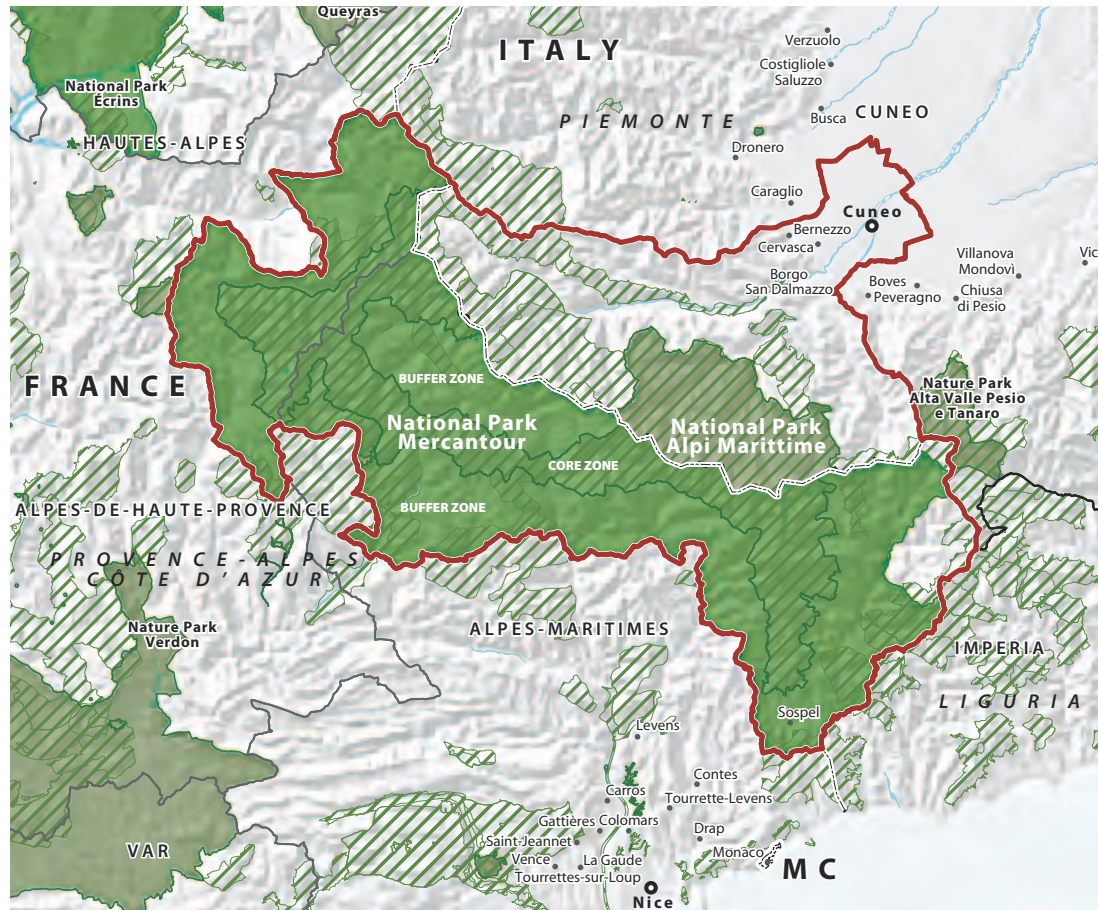 Queyras
ITALY
Verzuolo
Costigliole
Saluzzo
National Park
Écrins
Busca
CUNEO
PIEMONTE
HAUTES-ALPES
Dronero
Caraglio
Cuneo
Bernezzo
Cervasca
Villanova
Mondovì
Vic
Borgo
San Dalmazzo
Boves
Peveragno
Chiusa
di Pesio
FRANCE
BUFFER ZONE
Nature Park
Alta Valle Pesio
e Tanaro
National Park
Mercantour
National Park
Alpi Marittime
CORE ZONE
BUFFER ZONE
ALPES-DE-HAUTE-PROVENCE
PROVENCE-ALPES
CÔTE D'AZUR
Nature Park
Verdon
ALPES-MARITIMES
IMPERIA
LIGURIA
Sospel
Levens
Contes
Carros
Tourrette-Levens
Gattières
Colomars
Drap
Saint-Jeannet
Monaco
VAR
Vence
La Gaude
MC
Tourrettes-sur-Loup
Nice